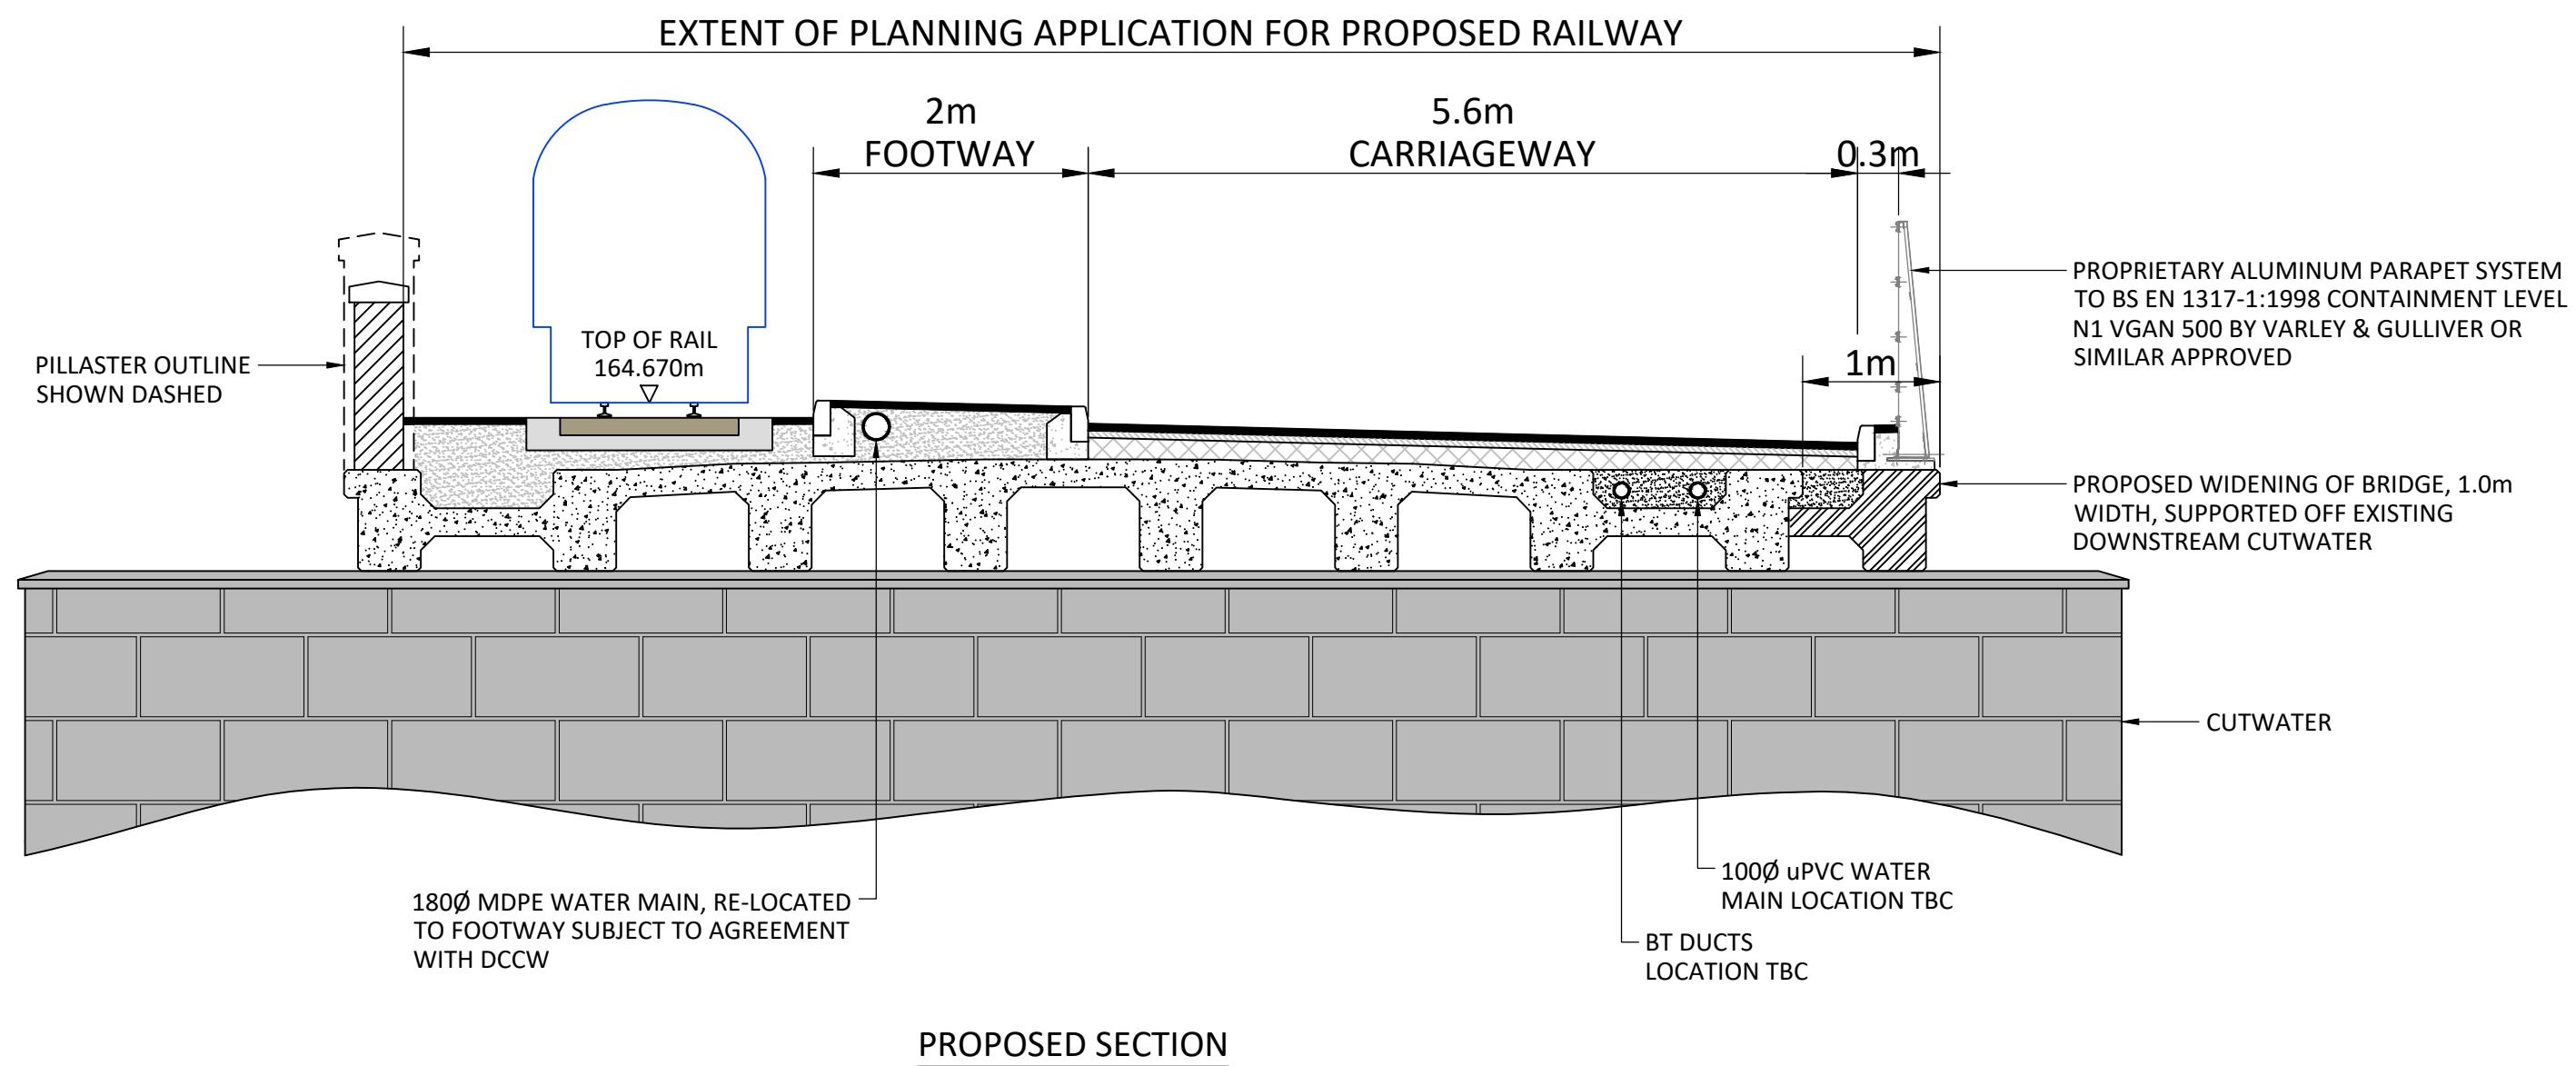 EXTENT OF PLANNING APPLICATION FOR PROPOSED RAILWAY
2m
FOOTWAY
5.6m
CARRIAGEWAY
0.3m
PROPRIETARY ALUMINUM PARAPET SYSTEM
TO BS EN 1317-1:1998 CONTAINMENT LEVEL
N1 VGAN 500 BY VARLEY & GULLIVER OR
SIMILAR APPROVED
TOP OF RAIL
164.670m
PILLASTER OUTLINE
SHOWN DASHED
1m
PROPOSED WIDENING OF BRIDGE, 1.0m
WIDTH, SUPPORTED OFF EXISTING
DOWNSTREAM CUTWATER
CUTWATER
180Ø MDPE WATER MAIN, RE-LOCATED
TO FOOTWAY SUBJECT TO AGREEMENT
WITH DCCW
100Ø uPVC WATER
MAIN LOCATION TBC
BT DUCTS
LOCATION TBC
PROPOSED SECTION